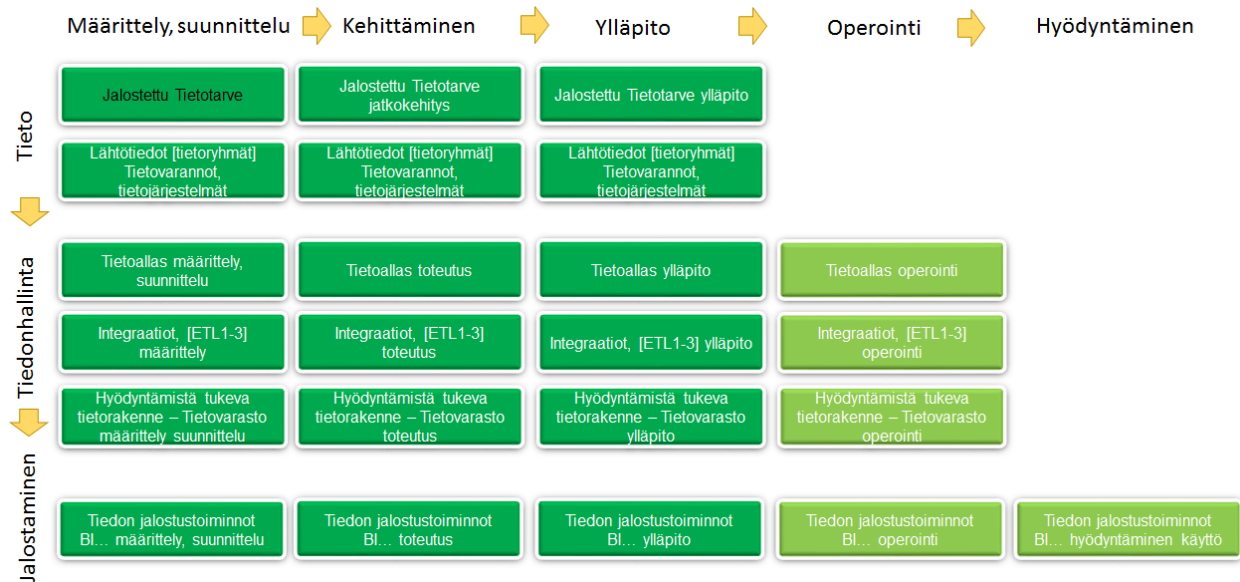 Määrittely, suunnittelu
Kehittäminen
Ylläpito
Operointi
Hyödyntäminen
Tieto
Jalostettu Tietotarve
Jalostettu Tietotarve
jatkokehitys
Jalostettu Tietotarve ylläpito
Lähtötiedot [tietoryhmät]
Tietovarannot,
tietojärjestelmät
Lähtötiedot [tietoryhmät]
Tietovarannot,
tietojärjestelmät
Lähtötiedot [tietoryhmät]
Tietovarannot,
tietojärjestelmät
Tiedonhallinta
Tietoallas määrittely,
suunnittelu
Tietoallas toteutus
Tietoallas ylläpito
Tietoallas operointi
Integraatiot, [ETL1-3]
määrittely
Integraatiot, [ETL1-3]
toteutus
Integraatiot, [ETL1-3] ylläpito
Integraatiot, [ETL1-3]
operointi
Hyödyntämistä tukeva
tietorakenne – Tietovarasto
määrittely suunnittelu
Hyödyntämistä tukeva
tietorakenne – Tietovarasto
toteutus
Hyödyntämistä tukeva
tietorakenne – Tietovarasto
ylläpito
Hyödyntämistä tukeva
tietorakenne – Tietovarasto
operointi
Jalostaminen
Tiedon jalostustoiminnot
BI… määrittely, suunnittelu
Tiedon jalostustoiminnot
BI… toteutus
Tiedon jalostustoiminnot
BI… ylläpito
Tiedon jalostustoiminnot
BI… operointi
Tiedon jalostustoiminnot
BI… hyödyntäminen käyttö